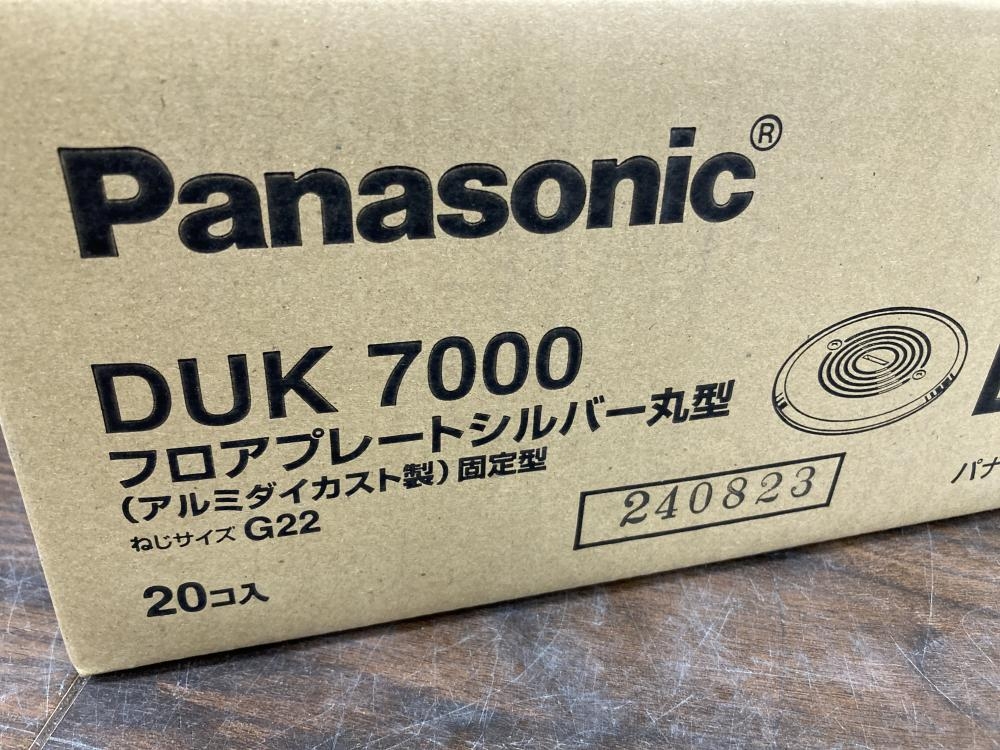 Panasonic®
DUK 7000
フロアプレートシルバー丸型
(アルミダイカスト製)固定型
ねじサイズ G22
240823
20コ入
パナ